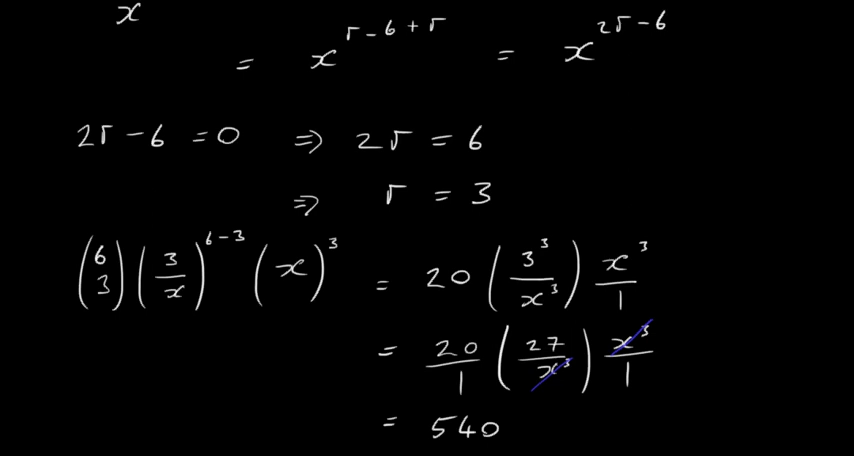 x
= x^{r-6+r} = x^{2r-6}
2r-6 = 0 ⇒ 2r = 6
⇒ r = 3
(6 3) (3/x)^{6-3} (x)^3 = 20 (3^3/x^3) x^3/1
= 20/1 (27/x^3) x^3/1
= 540